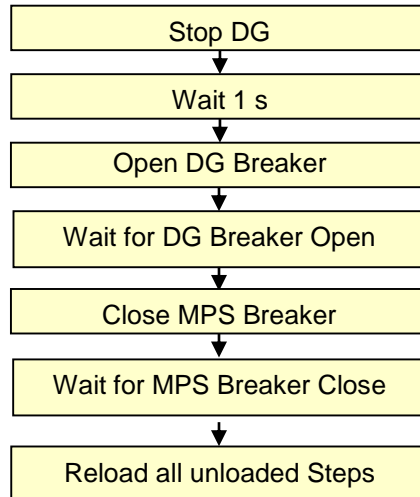 Stop DG
Wait 1 s
Open DG Breaker
Wait for DG Breaker Open
Close MPS Breaker
Wait for MPS Breaker Close
Reload all unloaded Steps